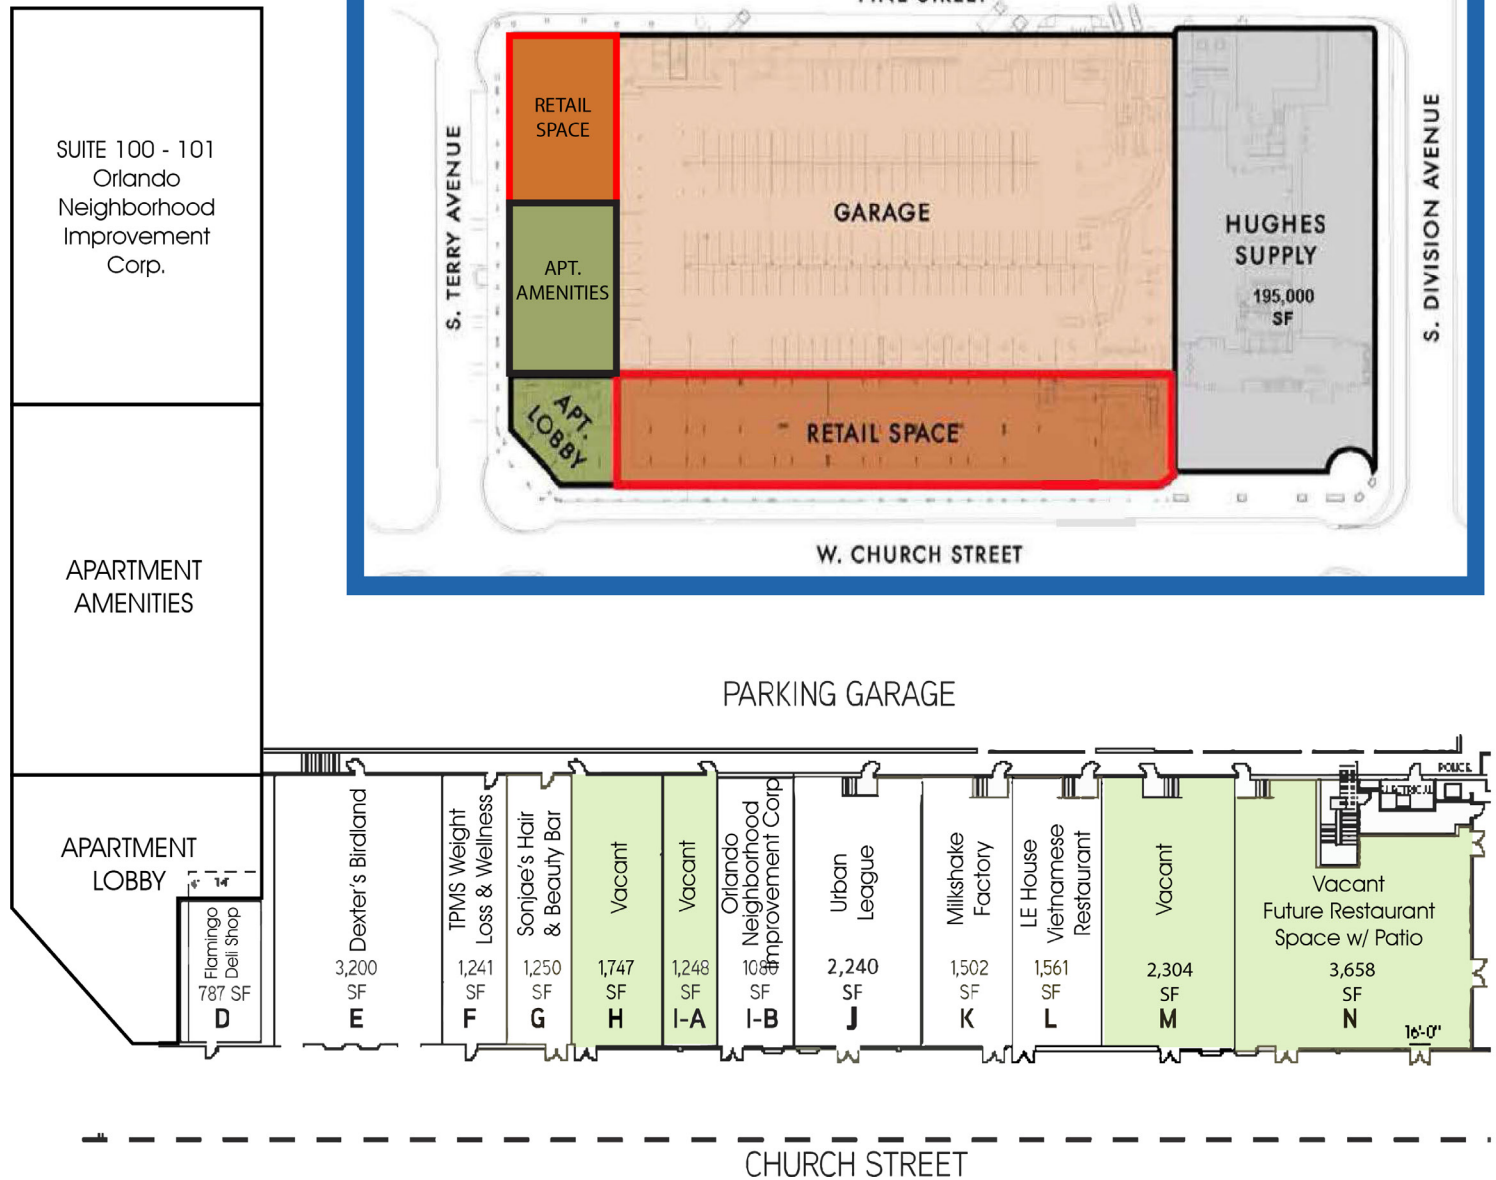 SUITE 100 - 101
Orlando
Neighborhood
Improvement
Corp.
APARTMENT
AMENITIES
APARTMENT
LOBBY
RETAIL
SPACE
APT.
AMENITIES
APT.
LOBBY
GARAGE
RETAIL SPACE
HUGHES
SUPPLY
195,000
SF
S. TERRY AVENUE
S. DIVISION AVENUE
W. CHURCH STREET
PARKING GARAGE
14'
Flamingo
Deli Shop
787 SF
D
Dexter's Birdland
3,200
SF
E
TPMS Weight
Loss & Wellness
1,241
SF
F
Sonjae's Hair
& Beauty Bar
1,250
SF
G
Vacant
1,747
SF
H
Vacant
1,248
SF
I-A
Orlando
Neighborhood
Improvement Corp
1080
SF
I-B
Urban
League
2,240
SF
J
Milkshake
Factory
1,502
SF
K
LE House
Vietnamese
Restaurant
1,561
SF
L
Vacant
2,304
SF
M
POLICE
ELECTRICAL
Vacant
Future Restaurant
Space w/ Patio
3,658
SF
N
16'-0"
CHURCH STREET